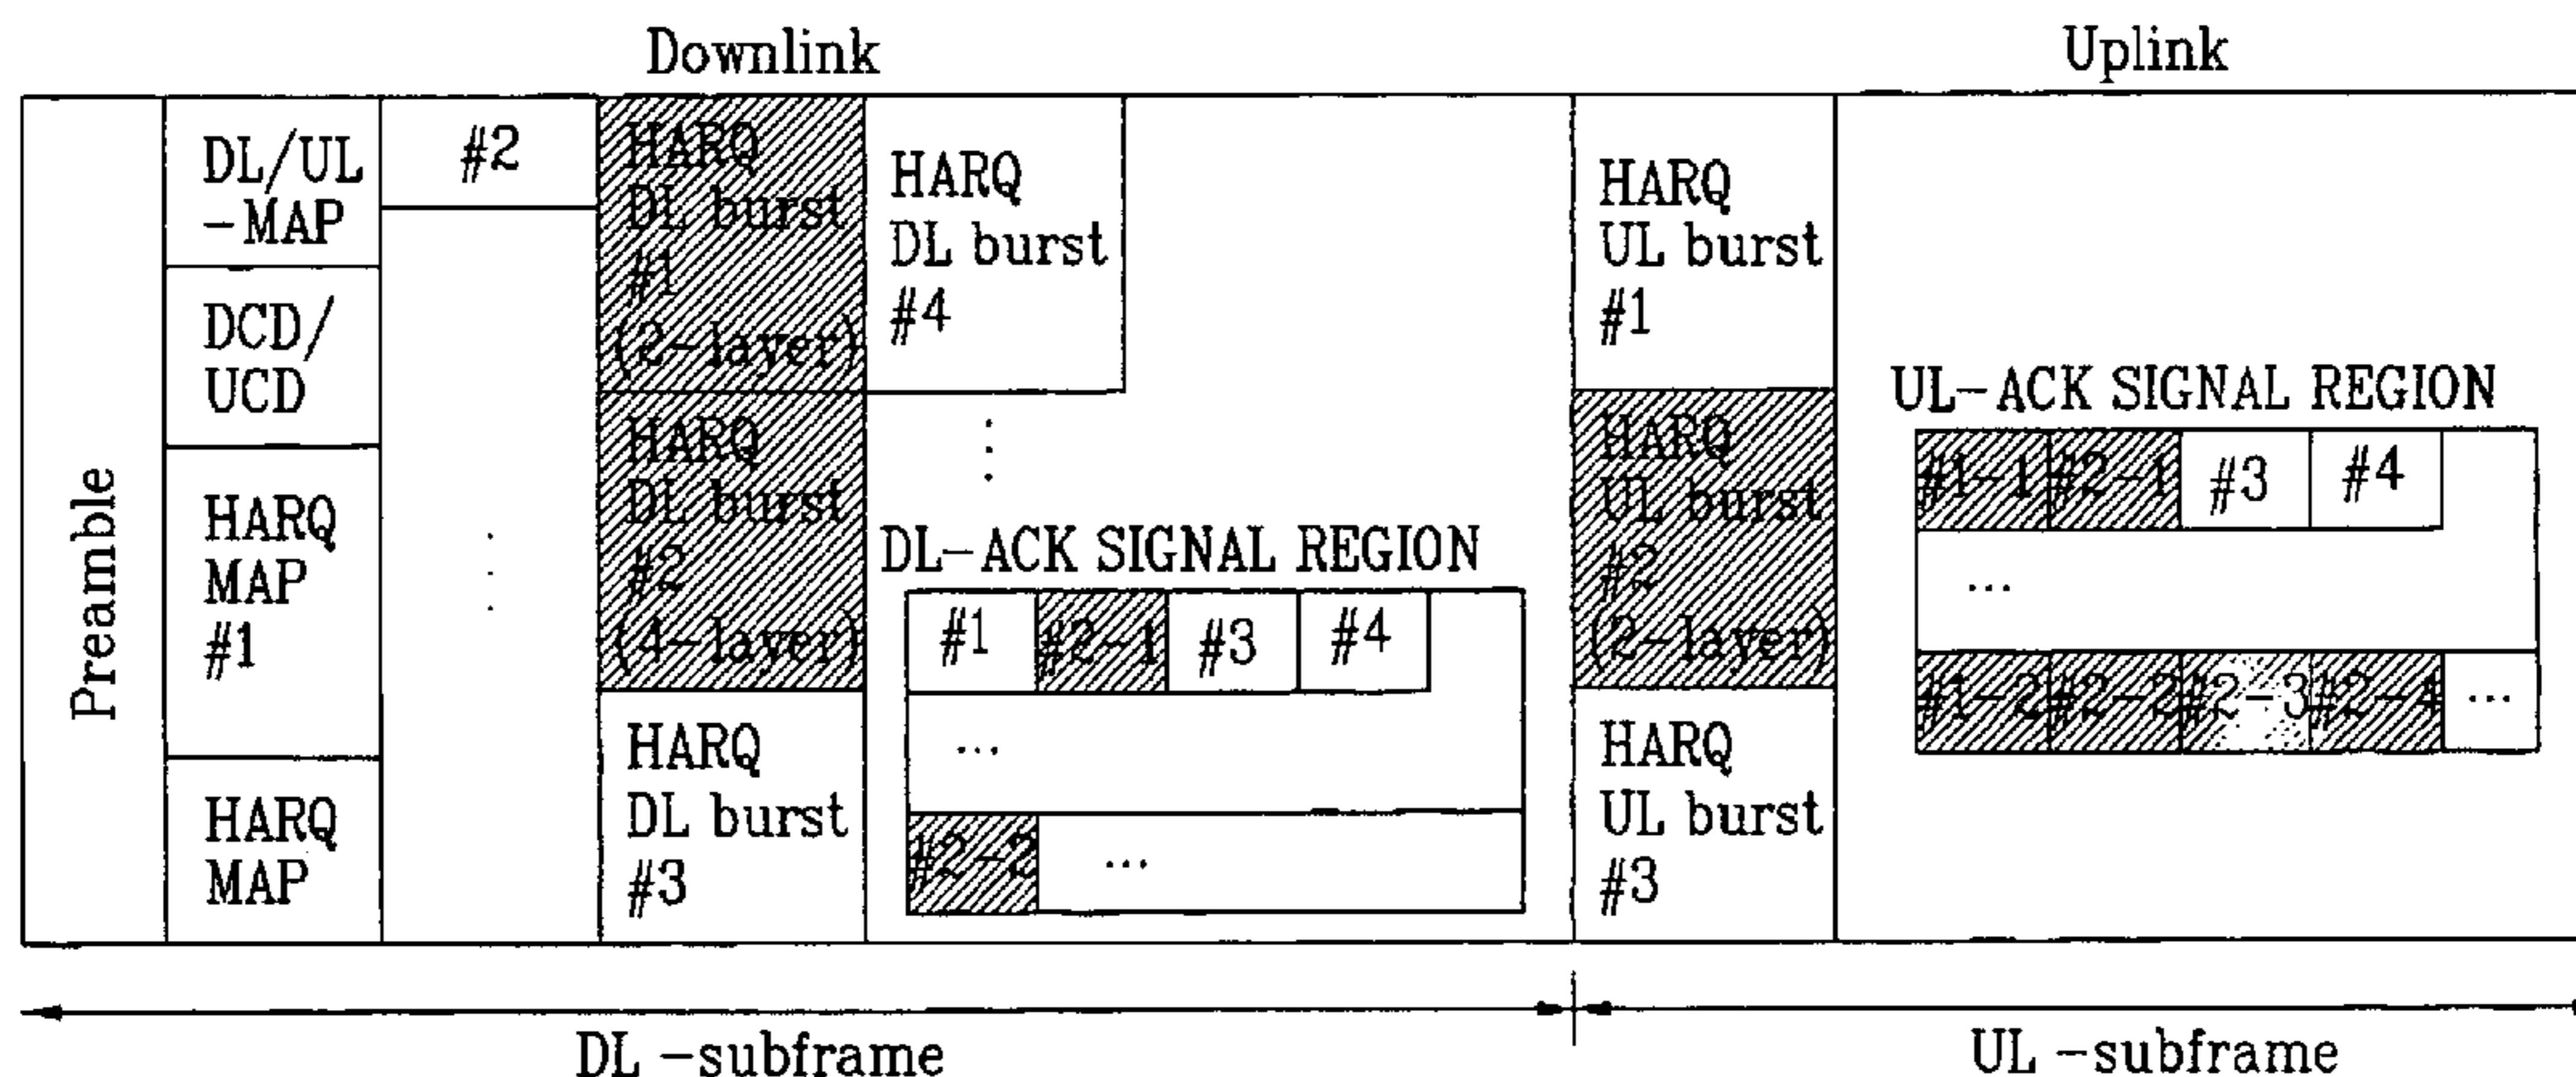 Downlink
Uplink
Preamble
DL/UL
-MAP
DCD/
UCD
HARQ
MAP
#1
HARQ
MAP
#2
⋮
HARQ
DL burst
#1
(2-layer)
HARQ
DL burst
#2
(4-layer)
HARQ
DL burst
#3
HARQ
DL burst
#4
⋮
DL-ACK SIGNAL REGION
#1 #2-1 #3 #4
...
#2-2 ...
HARQ
UL burst
#1
HARQ
UL burst
#2
(2-layer)
HARQ
UL burst
#3
UL-ACK SIGNAL REGION
#1-1 #2-1 #3 #4
...
#1-2 #2-2 #2-3 #2-4 ...
DL -subframe
UL -subframe